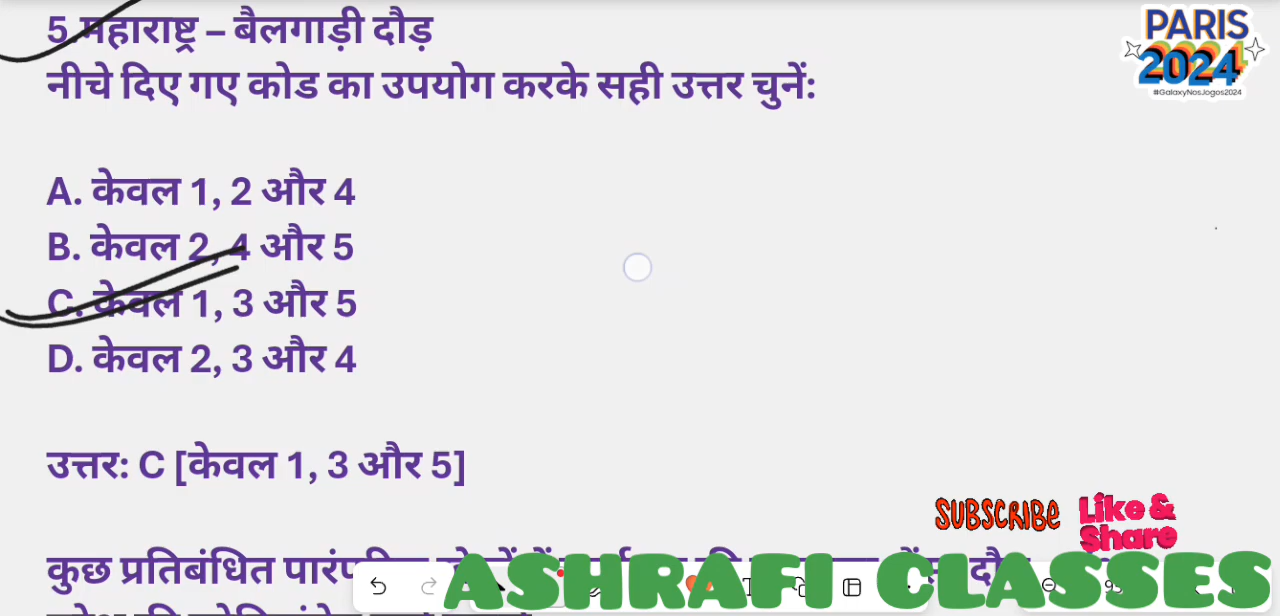 5.महाराष्ट्र – बैलगाड़ी दौड़
PARIS
2024
#GalaxyNosJogos2024
नीचे दिए गए कोड का उपयोग करके सही उत्तर चुनें:
A. केवल 1, 2 और 4
B. केवल 2, 4 और 5
C. केवल 1, 3 और 5
D. केवल 2, 3 और 4
उत्तर: C [केवल 1, 3 और 5]
SUBSCRIBE
Like &
Share
कुछ प्रतिबंधित
ASHRAFI CLASSES